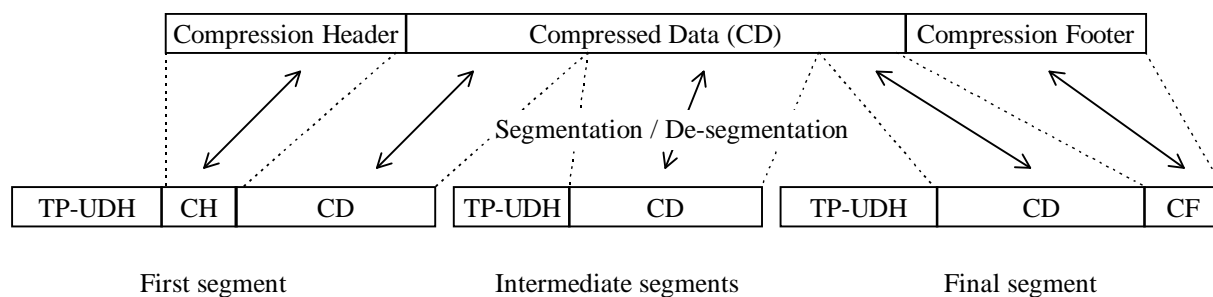 Compression Header Compressed Data (CD) Compression Footer
Segmentation / De-segmentation
TP-UDH CH CD TP-UDH CD TP-UDH CD CF
First segment Intermediate segments Final segment